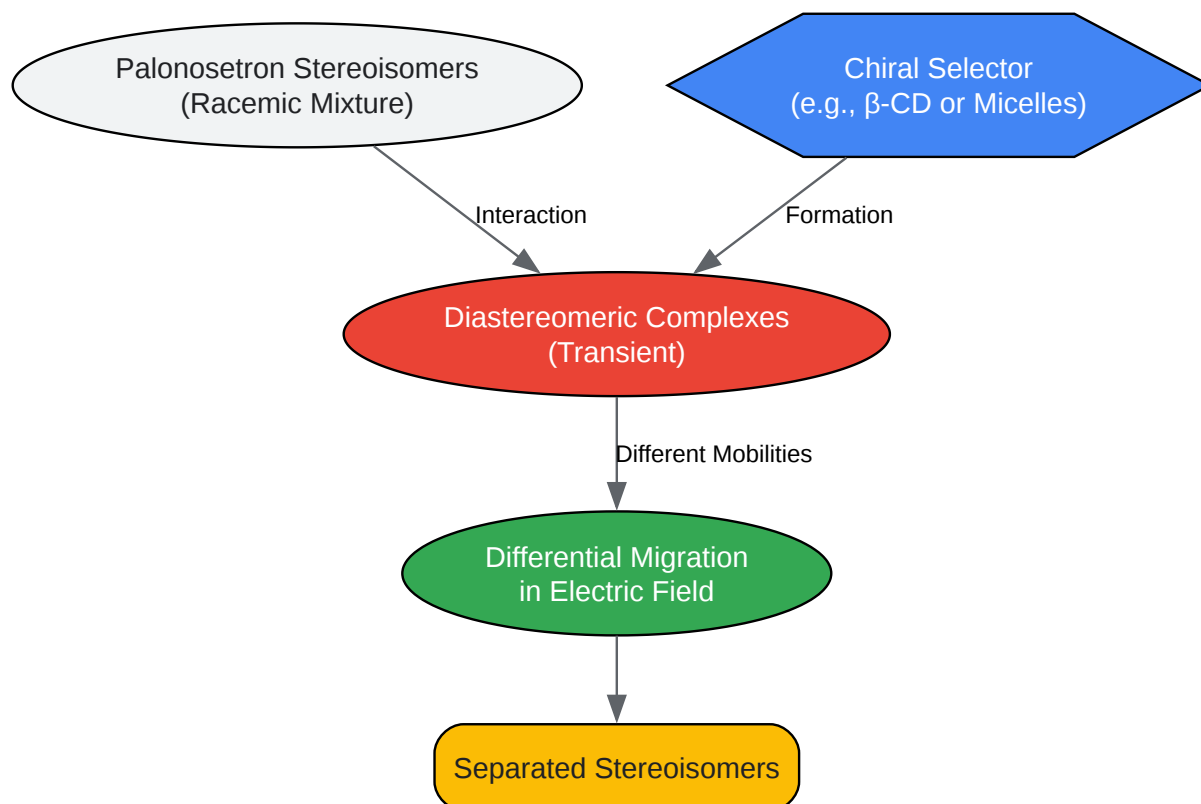 Palonosetron Stereoisomers
(Racemic Mixture)
Chiral Selector
(e.g., β-CD or Micelles)
Interaction
Formation
Diastereomeric Complexes
(Transient)
Different Mobilities
Differential Migration
in Electric Field
Separated Stereoisomers